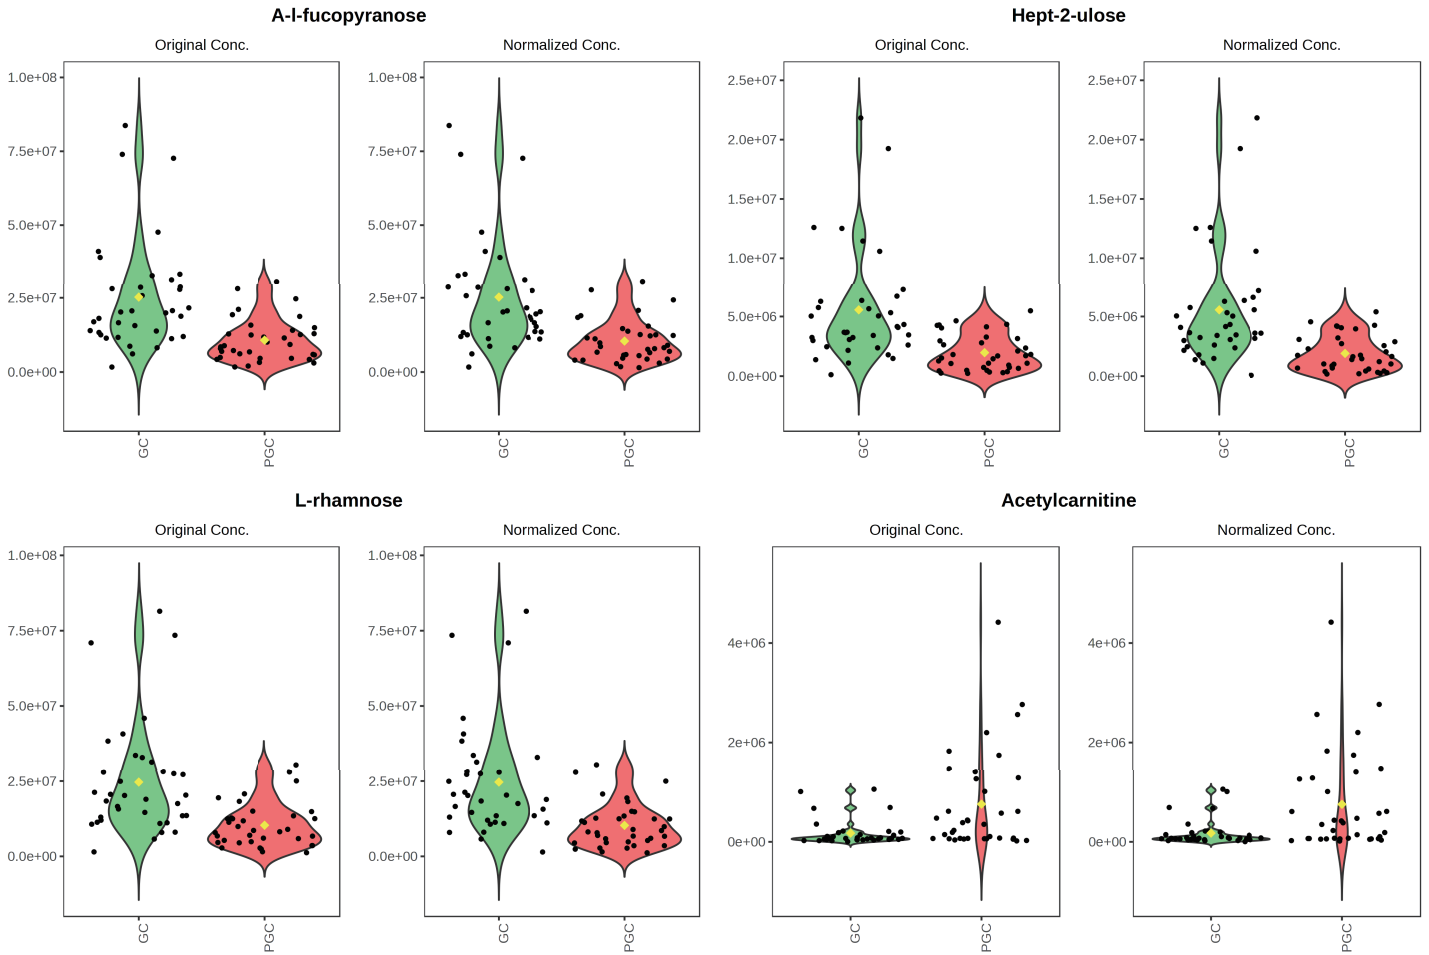 A-l-fucopyranose
Hept-2-ulose
Original Conc.
Normalized Conc.
Original Conc.
Normalized Conc.
1.0e+08
7.5e+07
5.0e+07
2.5e+07
0.0e+00
GC
PGC
1.0e+08
7.5e+07
5.0e+07
2.5e+07
0.0e+00
GC
PGC
2.5e+07
2.0e+07
1.5e+07
1.0e+07
5.0e+06
0.0e+00
GC
PGC
2.5e+07
2.0e+07
1.5e+07
1.0e+07
5.0e+06
0.0e+00
GC
PGC
L-rhamnose
Acetylcarnitine
Original Conc.
Normalized Conc.
Original Conc.
Normalized Conc.
1.0e+08
7.5e+07
5.0e+07
2.5e+07
0.0e+00
GC
PGC
1.0e+08
7.5e+07
5.0e+07
2.5e+07
0.0e+00
GC
PGC
4e+06
2e+06
0e+00
GC
PGC
4e+06
2e+06
0e+00
GC
PGC